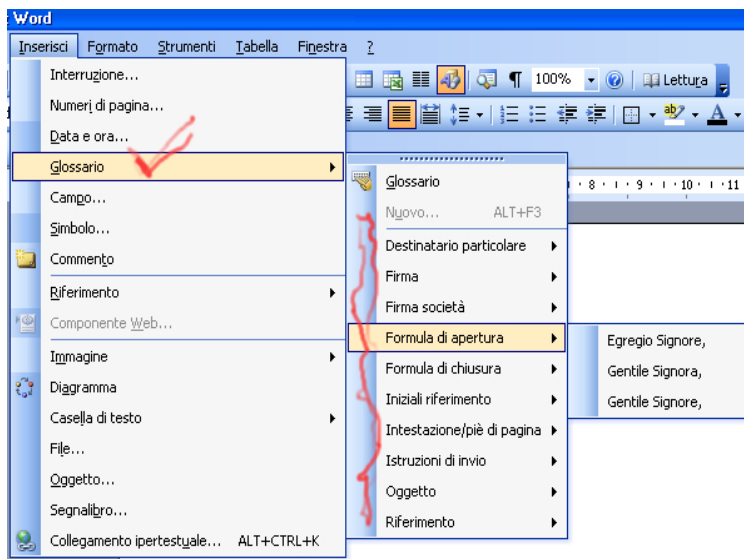 Word
Inserisci Formato Strumenti Tabella Finestra ?
100% Lettura
Interruzione...
Numeri di pagina...
Data e ora...
Glossario
Campo...
Simbolo...
Commento
Riferimento
Componente Web...
Immagine
Diagramma
Casella di testo
File...
Oggetto...
Segnalibro...
Collegamento ipertestuale... ALT+CTRL+K
Glossario
Nuovo... ALT+F3
Destinatario particolare
Firma
Firma società
Formula di apertura
Formula di chiusura
Iniziali riferimento
Intestazione/piè di pagina
Istruzioni di invio
Oggetto
Riferimento
Egregio Signore,
Gentile Signora,
Gentile Signore,
ab A
8 9 10 11